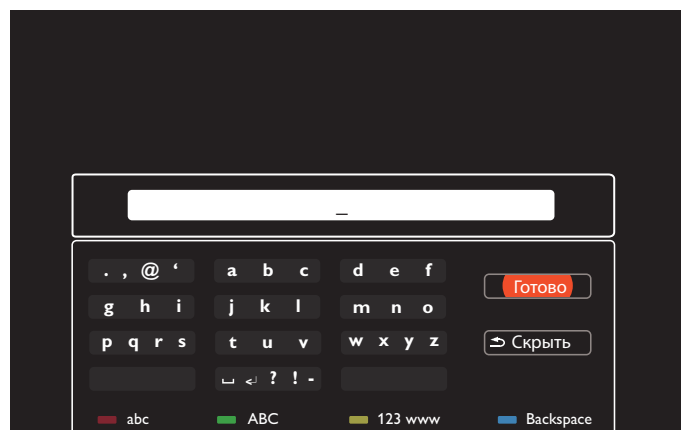 _
. , @ ‘ a b c d e f
Готово
g h i j k l m n o
p q r s t u v w x y z
Скрыть
␣ ↵ ? ! -
abc ABC 123 www Backspace